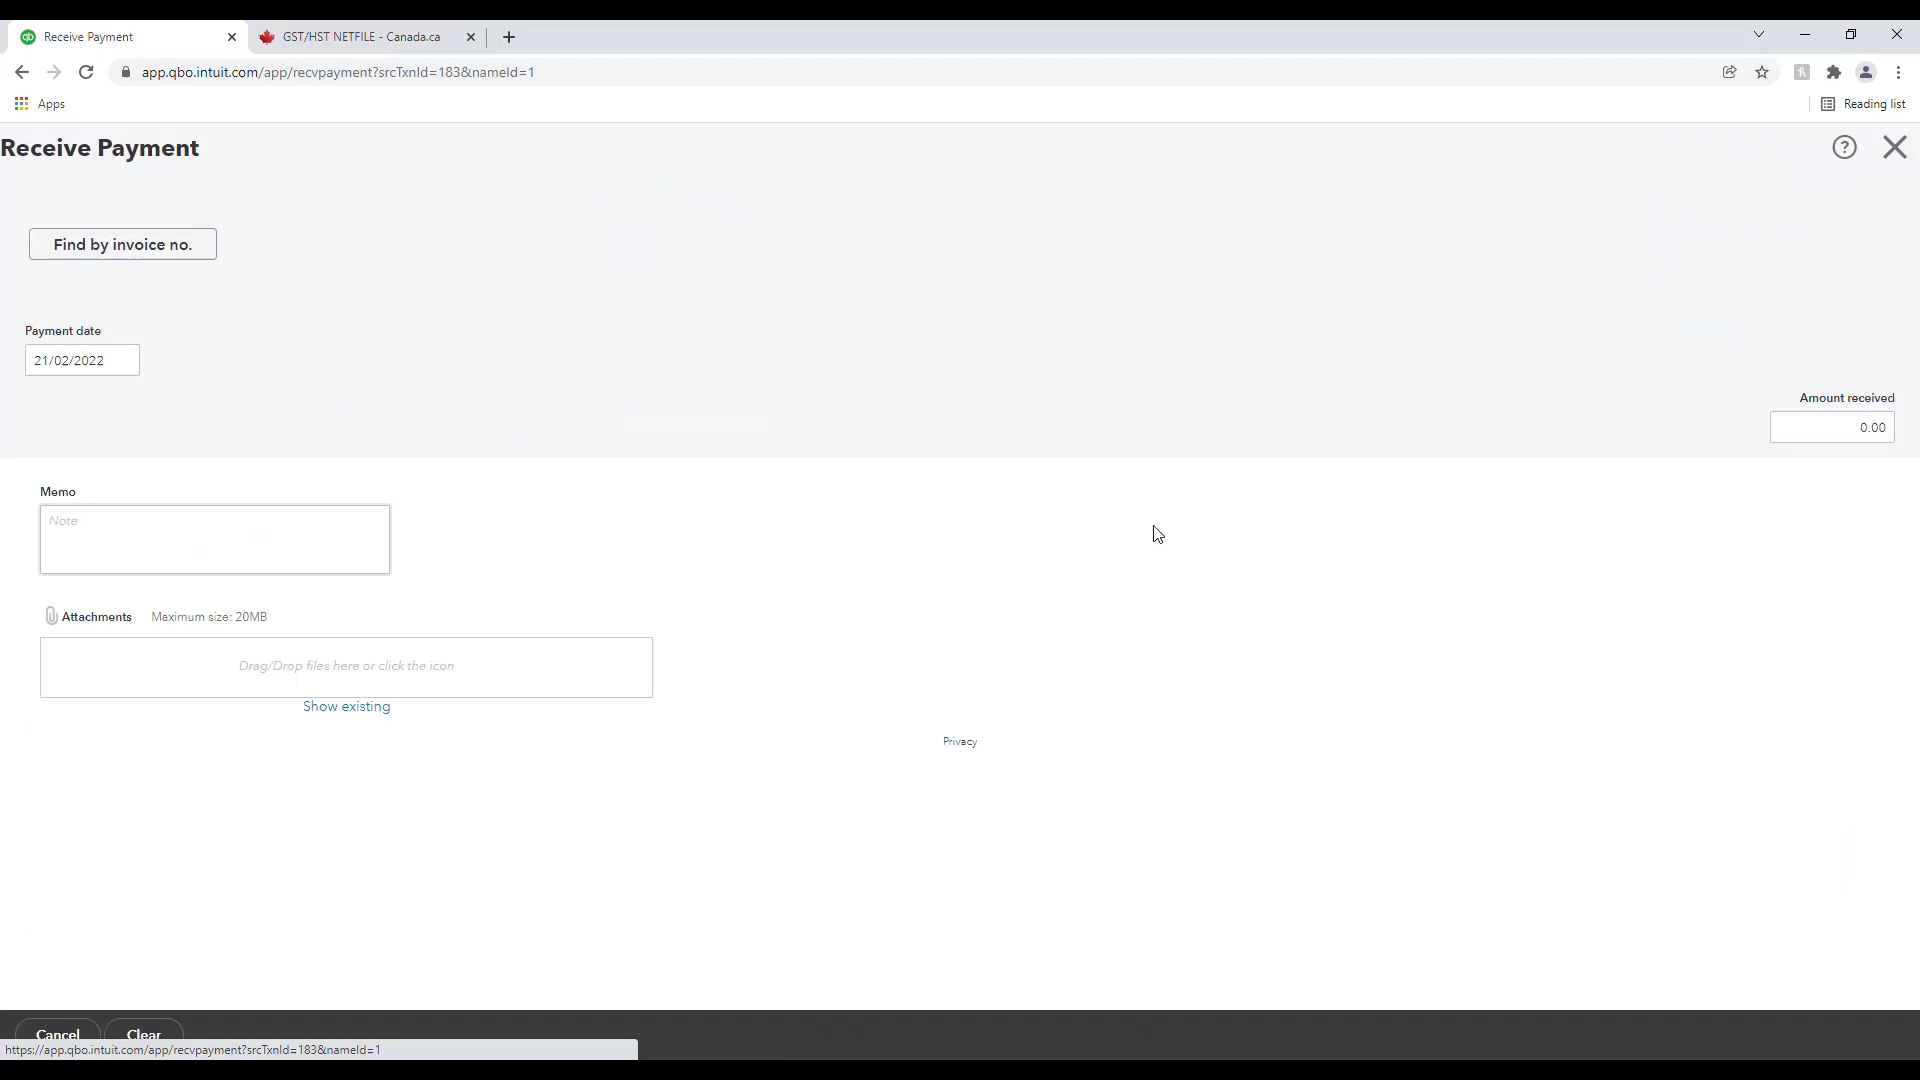 Receive Payment
GST/HST NETFILE - Canada.ca
app.qbo.intuit.com/app/recvpayment?srcTxnId=183&nameId=1
Apps
Reading list
Receive Payment
Find by invoice no.
Payment date
21/02/2022
Amount received
0.00
Memo
Note
Attachments Maximum size: 20MB
Drag/Drop files here or click the icon
Show existing
Privacy
Cancel Clear
https://app.qbo.intuit.com/app/recvpayment?srcTxnId=183&nameId=1